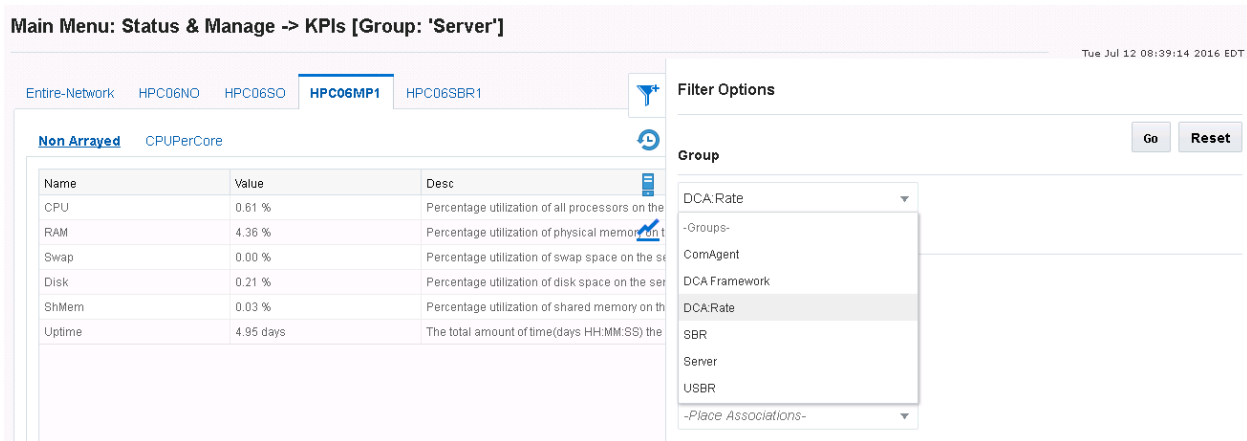 Main Menu: Status & Manage -> KPIs [Group: 'Server']
Tue Jul 12 08:39:14 2016 EDT
Entire-Network HPC06NO HPC06SO HPC06MP1 HPC06SBR1
Non Arrayed CPUPerCore
Name Value Desc
CPU 0.61 % Percentage utilization of all processors on the
RAM 4.36 % Percentage utilization of physical memory on t
Swap 0.00 % Percentage utilization of swap space on the se
Disk 0.21 % Percentage utilization of disk space on the ser
ShMem 0.03 % Percentage utilization of shared memory on th
Uptime 4.95 days The total amount of time(days HH:MM:SS) the
Filter Options
Go Reset
Group
DCA:Rate
-Groups-
ComAgent
DCA Framework
DCA:Rate
SBR
Server
USBR
-Place Associations-